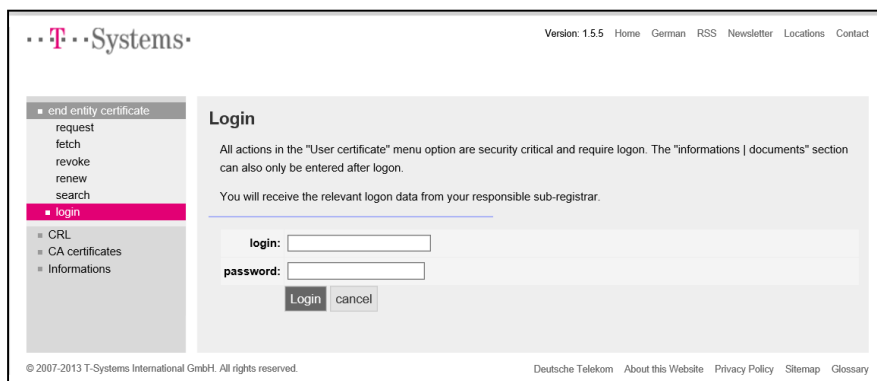 T Systems
Version: 1.5.5 Home German RSS Newsletter Locations Contact
end entity certificate
request
fetch
revoke
renew
search
login
CRL
CA certificates
Informations
Login
All actions in the "User certificate" menu option are security critical and require logon. The "informations | documents" section
can also only be entered after logon.
You will receive the relevant logon data from your responsible sub-registrar.
login:
password:
Login cancel
© 2007-2013 T-Systems International GmbH. All rights reserved.
Deutsche Telekom About this Website Privacy Policy Sitemap Glossary